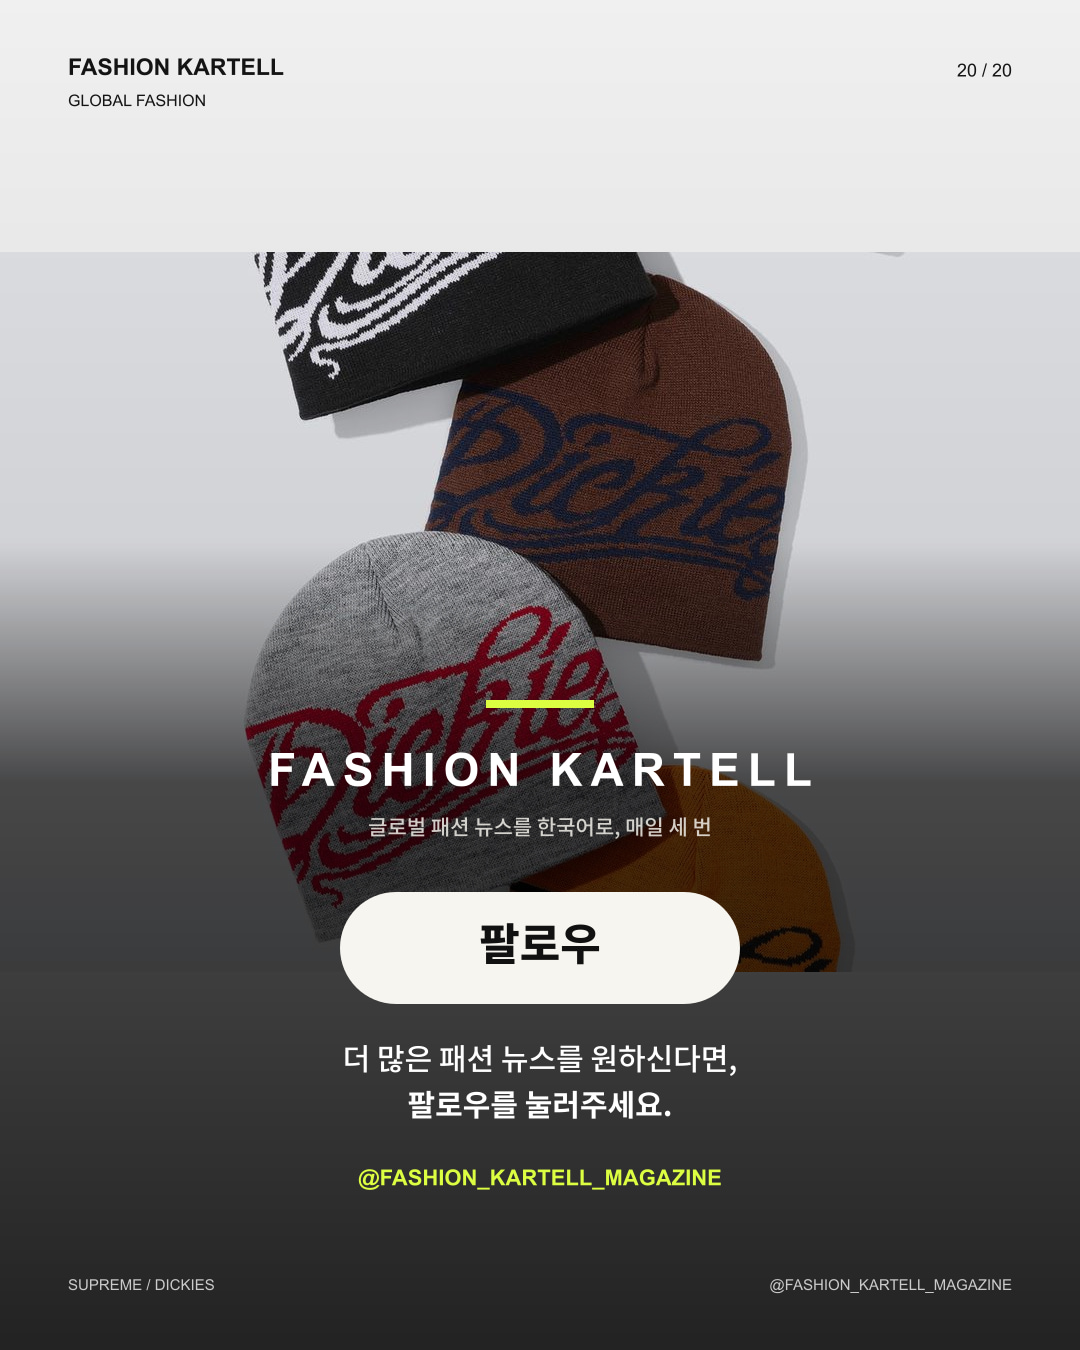 FASHION KARTELL
20 / 20
GLOBAL FASHION
Dickies
Dickies
FASHION KARTELL
글로벌 패션 뉴스를 한국어로, 매일 세 번
팔로우
더 많은 패션 뉴스를 원하신다면,
팔로우를 눌러주세요.
@FASHION_KARTELL_MAGAZINE
SUPREME / DICKIES
@FASHION_KARTELL_MAGAZINE